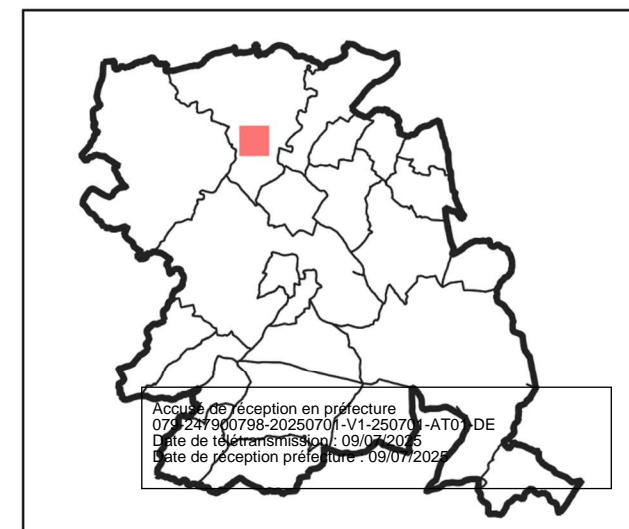 Accusé de réception en préfecture
079-247900798-20250701-V1-250701-AT01-DE
Date de télétransmission : 09/07/2025
Date de réception préfecture : 09/07/2025